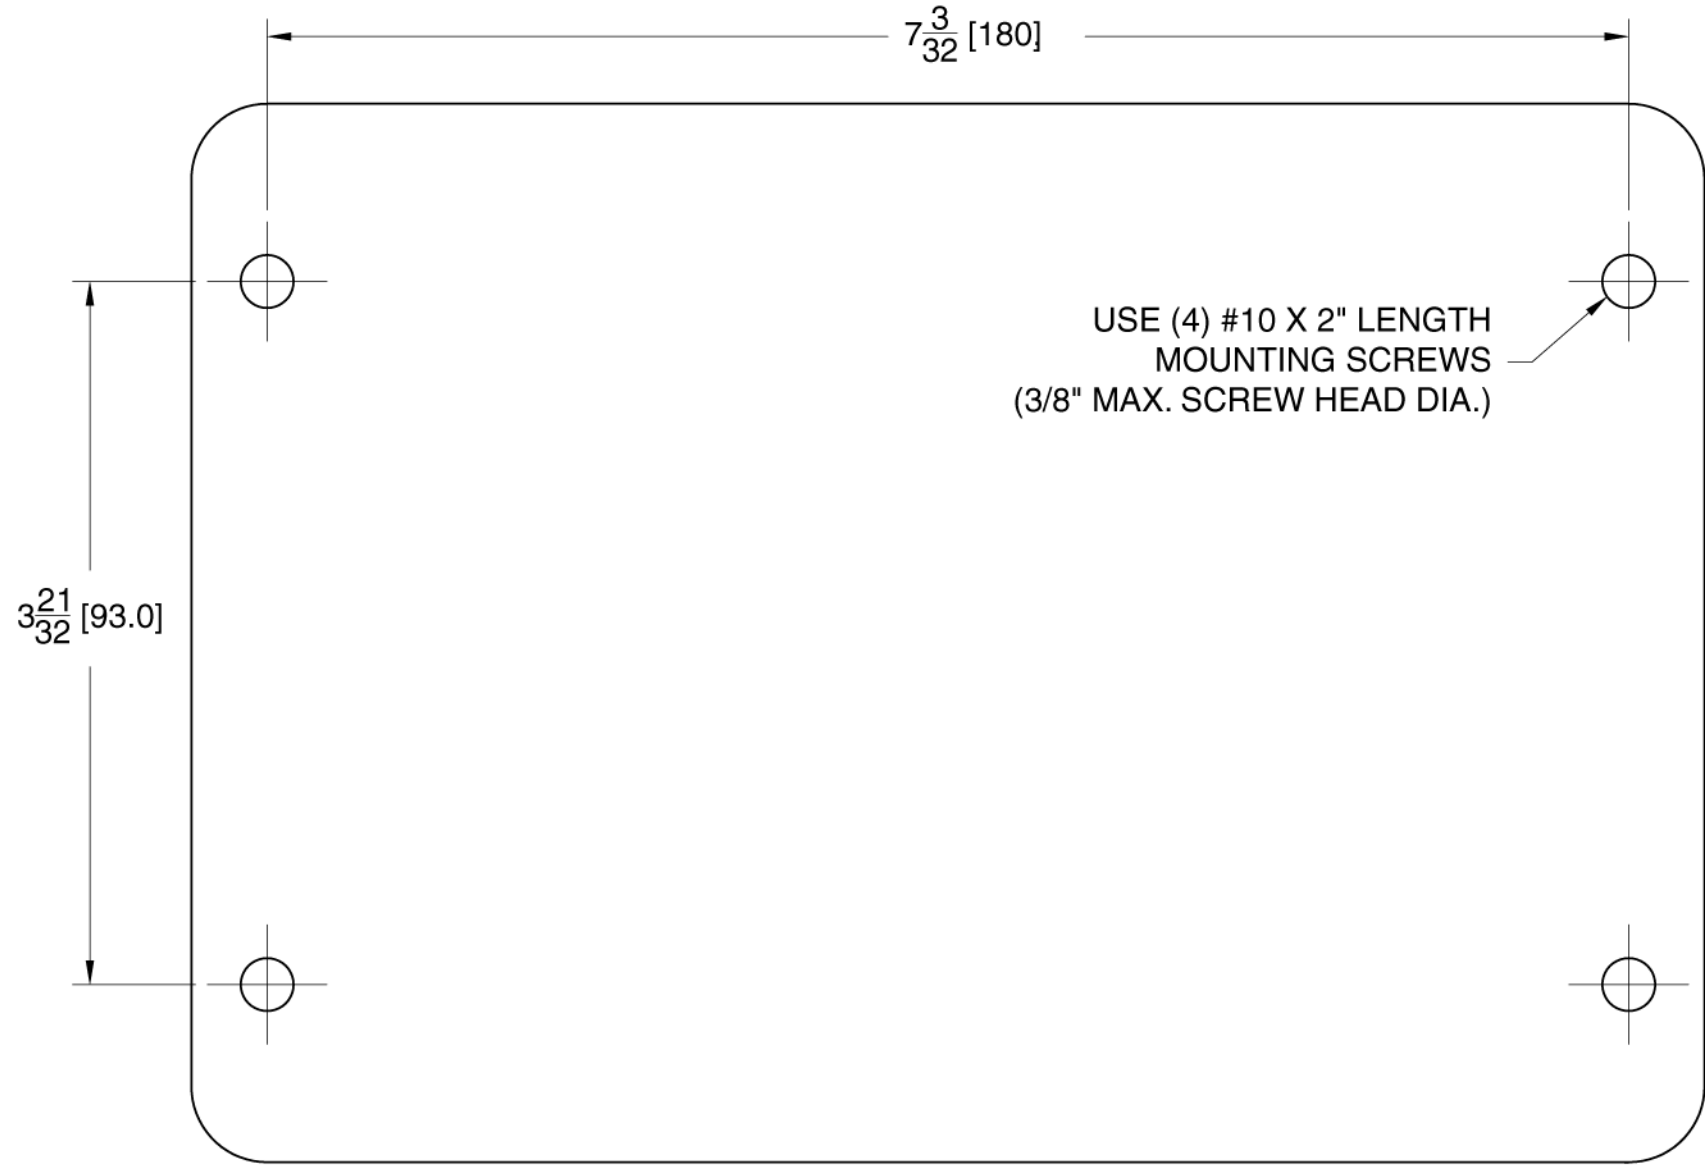 7 3/32 [180]
USE (4) #10 X 2" LENGTH
MOUNTING SCREWS
(3/8" MAX. SCREW HEAD DIA.)
3 21/32 [93.0]